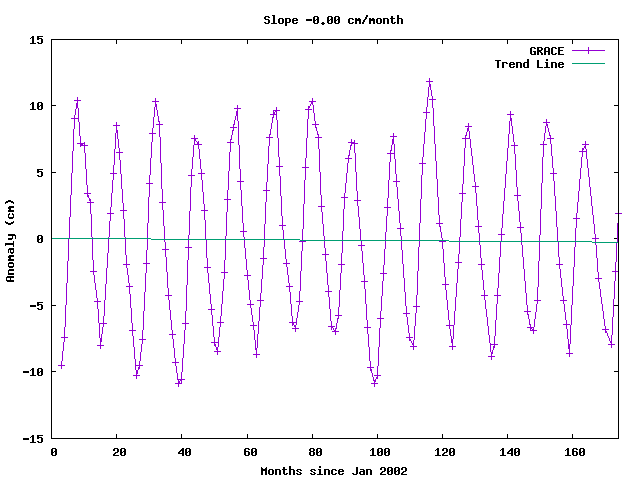 Slope -0.00 cm/month
GRACE
Trend Line
15
10
5
0
-5
-10
-15
Anomaly (cm)
0 20 40 60 80 100 120 140 160
Months since Jan 2002